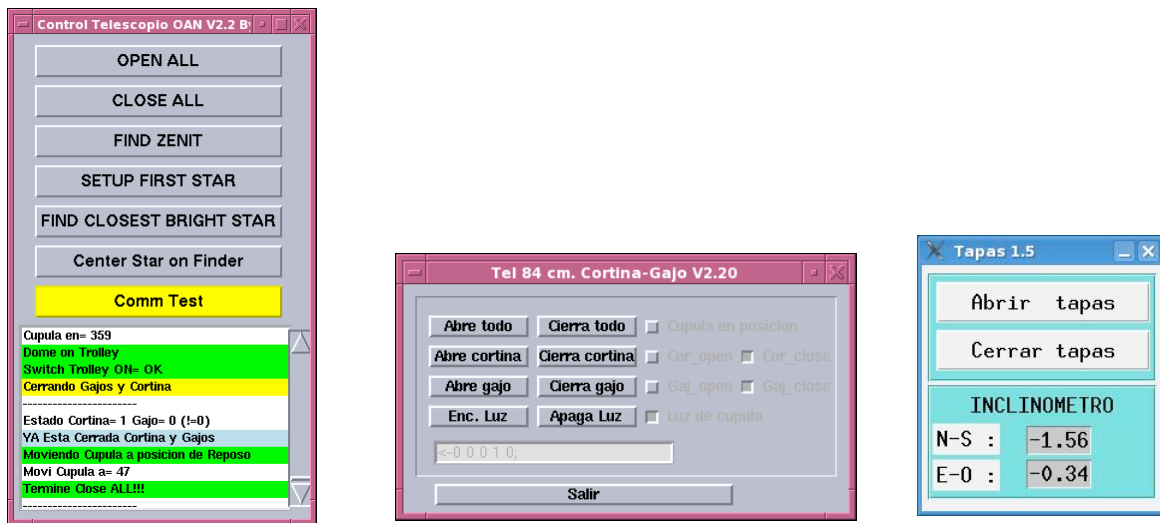 Control Telescopio OAN V2.2 B
OPEN ALL
CLOSE ALL
FIND ZENIT
SETUP FIRST STAR
FIND CLOSEST BRIGHT STAR
Center Star on Finder
Comm Test
Cupula en= 359
Dome on Trolley
Switch Trolley ON= OK
Cerrando Gajos y Cortina
-----------------------
Estado Cortina= 1 Gajo= 0 (!=0)
YA Esta Cerrada Cortina y Gajos
Moviendo Cupula a posicion de Reposo
Movi Cupula a= 47
Termine Close ALL!!!
-----------------------
Tel 84 cm. Cortina-Gajo V2.20
Abre todo Cierra todo Cupula en posicion
Abre cortina Cierra cortina Cor_open Cor_close
Abre gajo Cierra gajo Gaj_open Gaj_close
Enc. Luz Apaga Luz Luz de cupula
<-0 0 0 1 0;
Salir
Tapas 1.5
Abrir tapas
Cerrar tapas
INCLINOMETRO
N-S : -1.56
E-O : -0.34